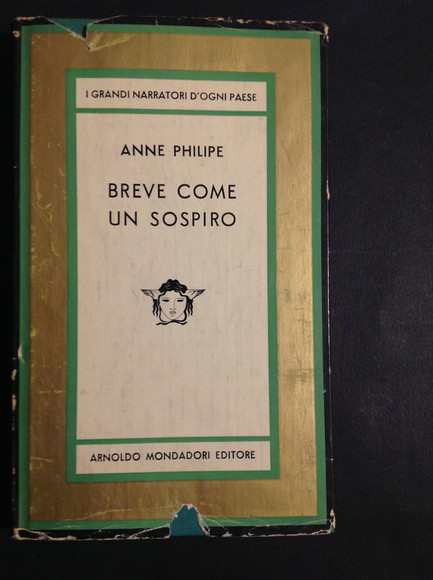 I GRANDI NARRATORI D'OGNI PAESE
ANNE PHILIPE
BREVE COME
UN SOSPIRO
ARNOLDO MONDADORI EDITORE